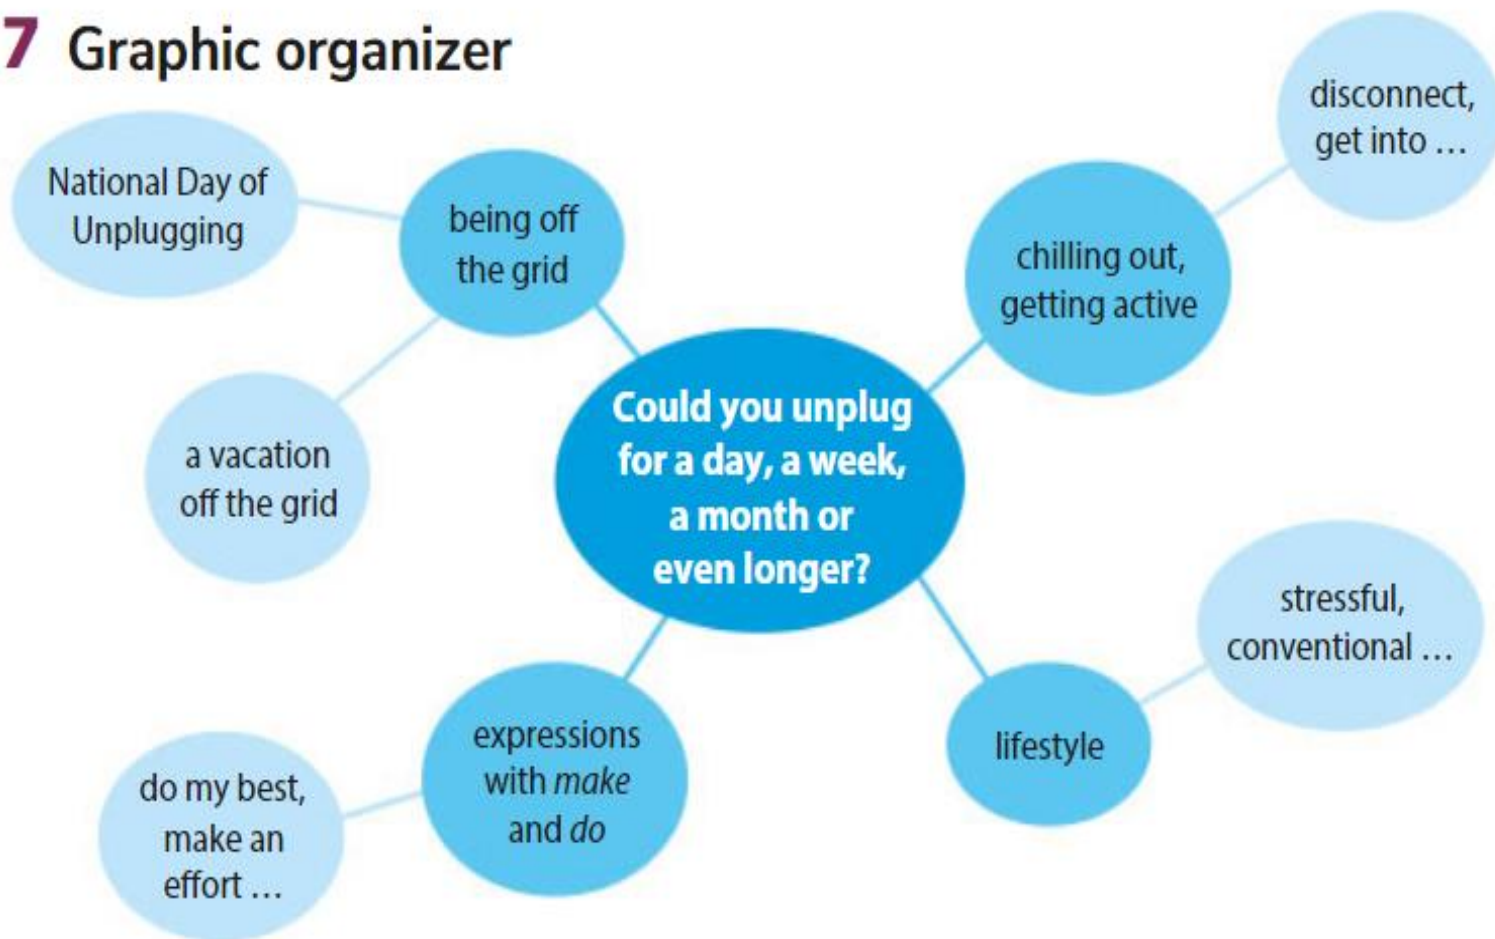 7 Graphic organizer
National Day of
Unplugging
being off
the grid
a vacation
off the grid
disconnect,
get into ...
chilling out,
getting active
Could you unplug
for a day, a week,
a month or
even longer?
stressful,
conventional ...
lifestyle
expressions
with make
and do
do my best,
make an
effort ...